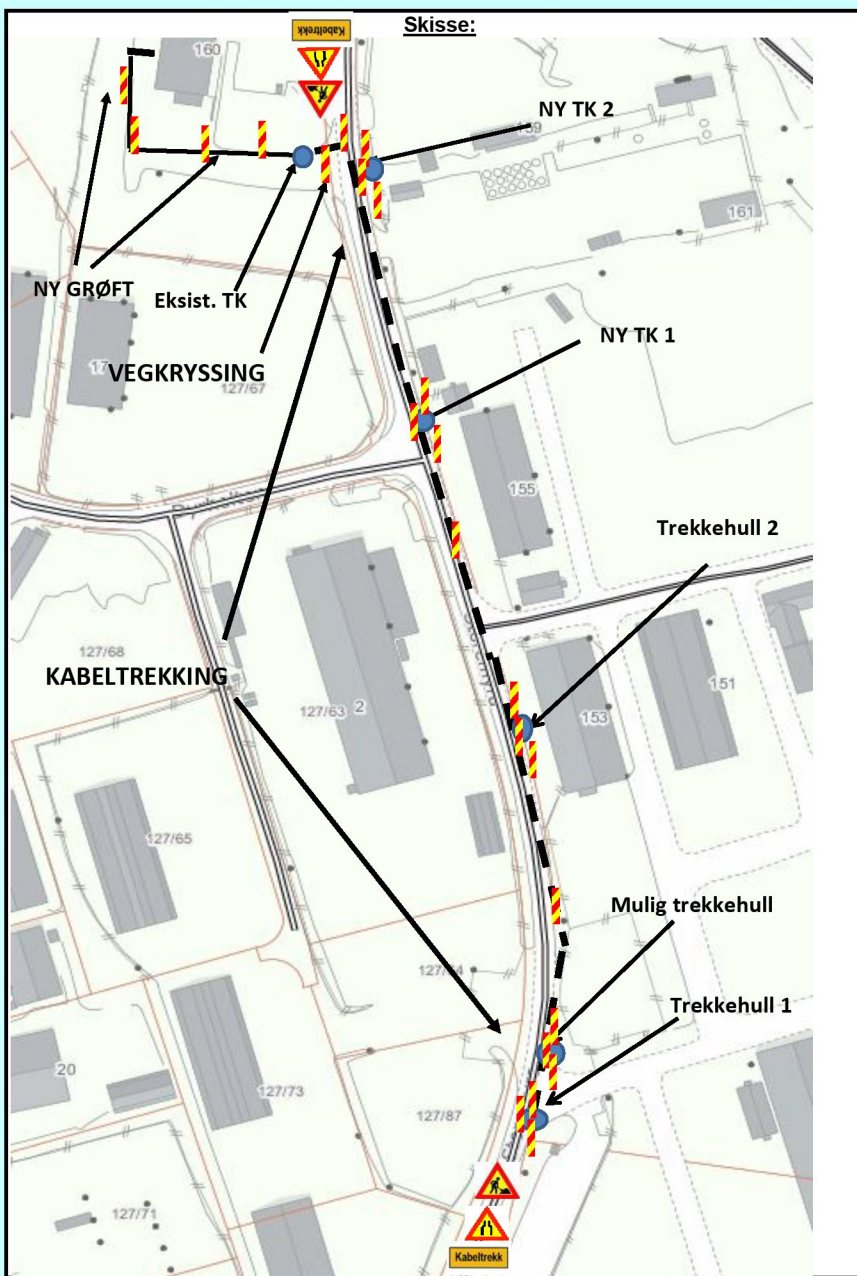 Skisse:
Kabeltrekk
160
NY TK 2
159
161
NY GRØFT
Eksist. TK
VEGKRYSSING
NY TK 1
17
127/67
155
Trekkehull 2
127/68
KABELTREKKING
127/63
2
153
151
127/65
Mulig trekkehull
Trekkehull 1
20
127/73
127/87
127/71
Kabeltrekk